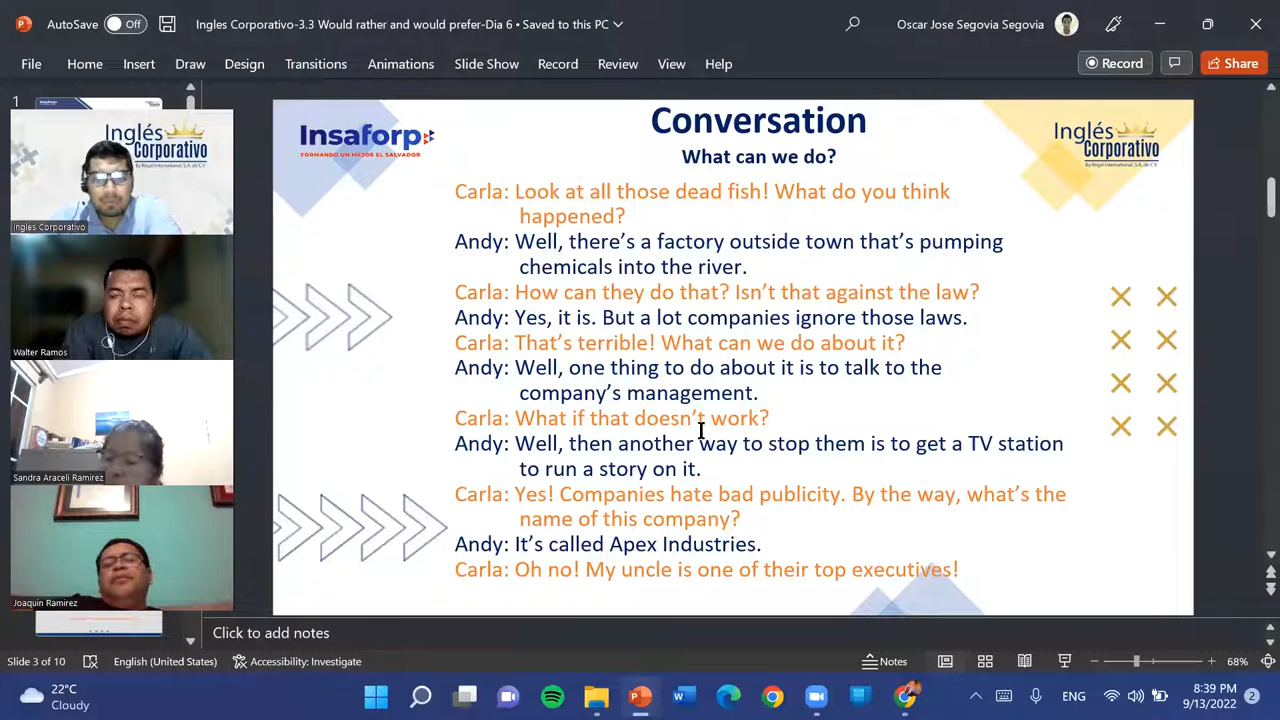 AutoSave Off Ingles Corporativo-3.3 Would rather and would prefer-Dia 6 • Saved to this PC Oscar Jose Segovia Segovia
File Home Insert Draw Design Transitions Animations Slide Show Record Review View Help Record Share
1
Inglés
Corporativo
Ingles Corporativo
Walter Ramos
Sandra Araceli Ramirez
Joaquin Ramirez
Insaforp
FORMANDO UN MEJOR EL SALVADOR
Conversation
What can we do?
Inglés
Corporativo
By Regal International, S.A. de C.V.
Carla: Look at all those dead fish! What do you think
happened?
Andy: Well, there’s a factory outside town that’s pumping
chemicals into the river.
Carla: How can they do that? Isn’t that against the law?
Andy: Yes, it is. But a lot companies ignore those laws.
Carla: That’s terrible! What can we do about it?
Andy: Well, one thing to do about it is to talk to the
company’s management.
Carla: What if that doesn’t work?
Andy: Well, then another way to stop them is to get a TV station
to run a story on it.
Carla: Yes! Companies hate bad publicity. By the way, what’s the
name of this company?
Andy: It’s called Apex Industries.
Carla: Oh no! My uncle is one of their top executives!
Click to add notes
Slide 3 of 10 English (United States) Accessibility: Investigate Notes 68%
22°C
Cloudy
ENG
8:39 PM
9/13/2022
2